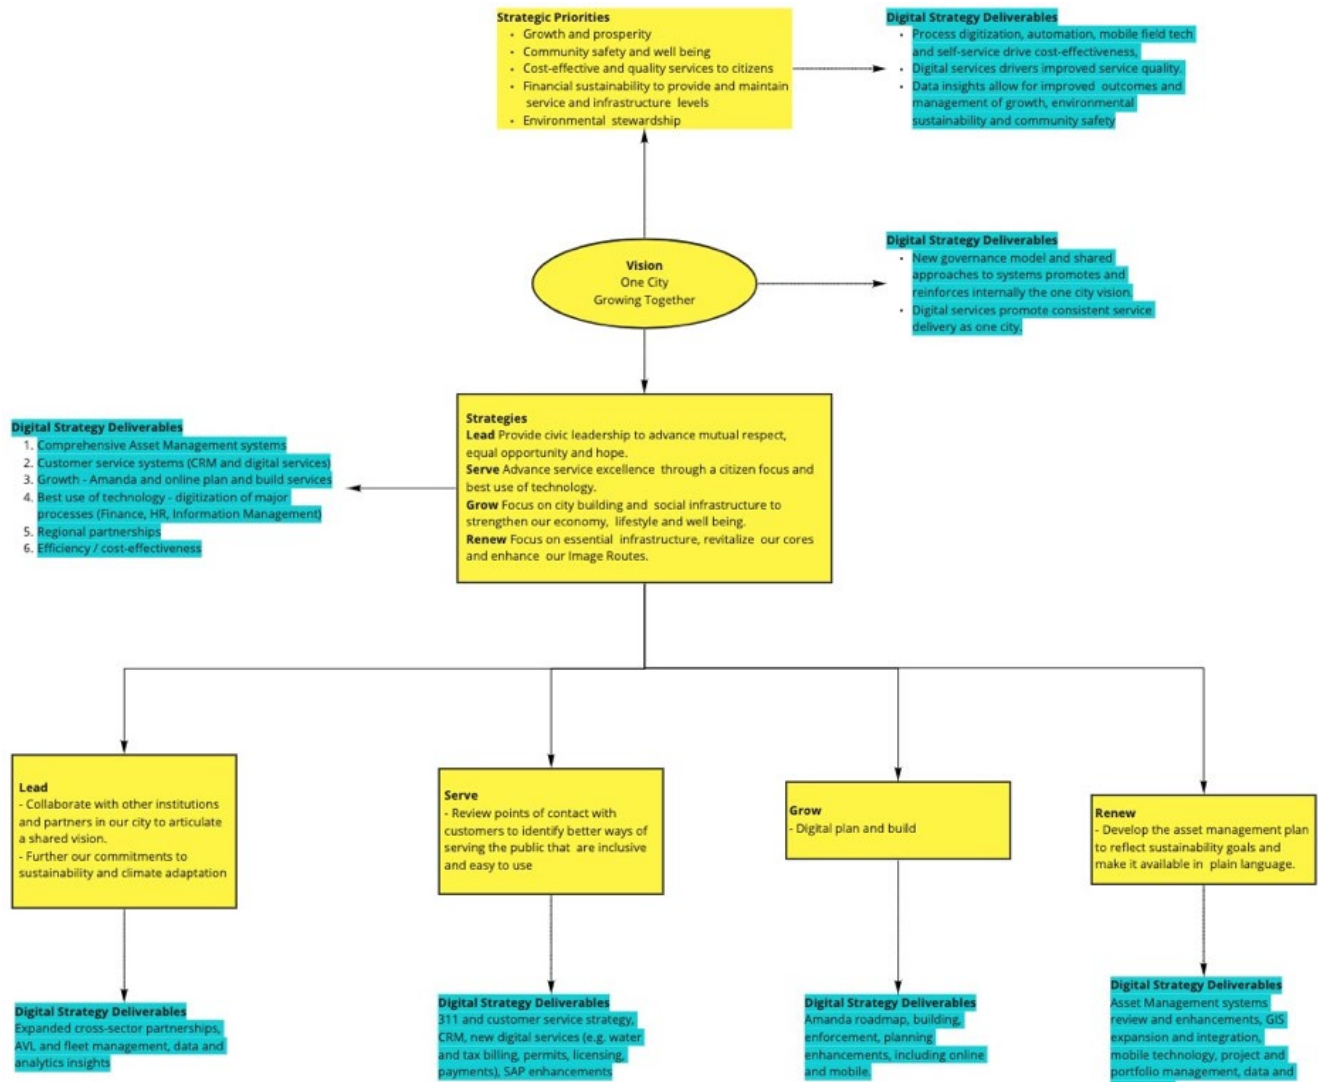 Strategic Priorities
• Growth and prosperity
• Community safety and well being
• Cost-effective and quality services to citizens
• Financial sustainability to provide and maintain
service and infrastructure levels
• Environmental stewardship
Digital Strategy Deliverables
• Process digitization, automation, mobile field tech
and self-service drive cost-effectiveness,
• Digital services drivers improved service quality.
• Data insights allow for improved outcomes and
management of growth, environmental
sustainability and community safety
Vision
One City
Growing Together
Digital Strategy Deliverables
• New governance model and shared
approaches to systems promotes and
reinforces internally the one city vision.
• Digital services promote consistent service
delivery as one city.
Digital Strategy Deliverables
1. Comprehensive Asset Management systems
2. Customer service systems (CRM and digital services)
3. Growth - Amanda and online plan and build services
4. Best use of technology - digitization of major
processes (Finance, HR, Information Management)
5. Regional partnerships
6. Efficiency / cost-effectiveness
Strategies
Lead Provide civic leadership to advance mutual respect,
equal opportunity and hope.
Serve Advance service excellence through a citizen focus and
best use of technology.
Grow Focus on city building and social infrastructure to
strengthen our economy, lifestyle and well being.
Renew Focus on essential infrastructure, revitalize our cores
and enhance our Image Routes.
Lead
- Collaborate with other institutions
and partners in our city to articulate
a shared vision.
- Further our commitments to
sustainability and climate adaptation
Serve
- Review points of contact with
customers to identify better ways of
serving the public that are inclusive
and easy to use
Grow
- Digital plan and build
Renew
- Develop the asset management plan
to reflect sustainability goals and
make it available in plain language.
Digital Strategy Deliverables
Expanded cross-sector partnerships,
AVL and fleet management, data and
analytics insights
Digital Strategy Deliverables
311 and customer service strategy,
CRM, new digital services (e.g. water
and tax billing, permits, licensing,
payments), SAP enhancements
Digital Strategy Deliverables
Amanda roadmap, building,
enforcement, planning
enhancements, including online
and mobile.
Digital Strategy Deliverables
Asset Management systems
review and enhancements, GIS
expansion and integration,
mobile technology, project and
portfolio management, data and